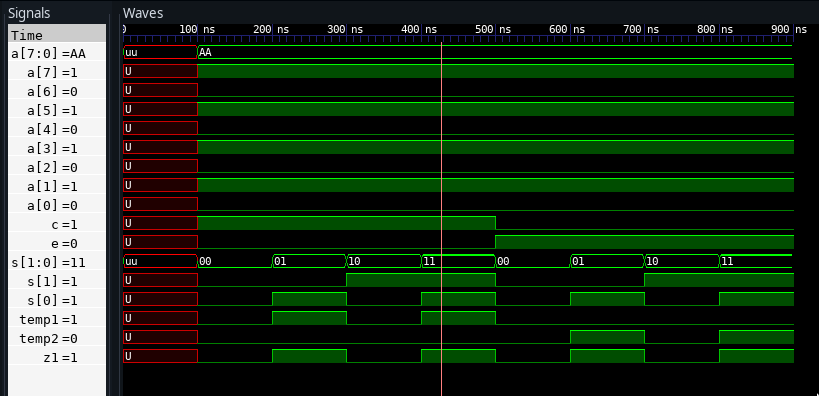 Signals Waves
Time 0 100 ns 200 ns 300 ns 400 ns 500 ns 600 ns 700 ns 800 ns 900 ns
a[7:0]=AA uu AA
a[7]=1 U
a[6]=0 U
a[5]=1 U
a[4]=0 U
a[3]=1 U
a[2]=0 U
a[1]=1 U
a[0]=0 U
c=1 U
e=0 U
s[1:0]=11 uu 00 01 10 11 00 01 10 11
s[1]=1 U
s[0]=1 U
temp1=1 U
temp2=0 U
z1=1 U